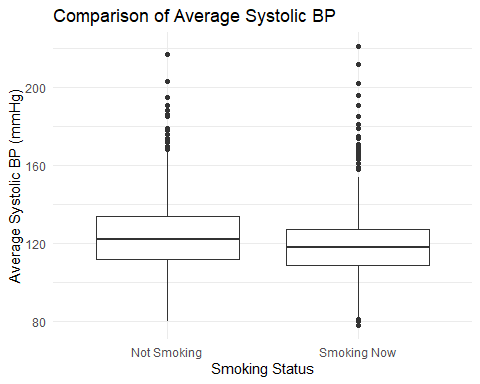 Comparison of Average Systolic BP
Average Systolic BP (mmHg)
200
160
120
80
Not Smoking
Smoking Now
Smoking Status